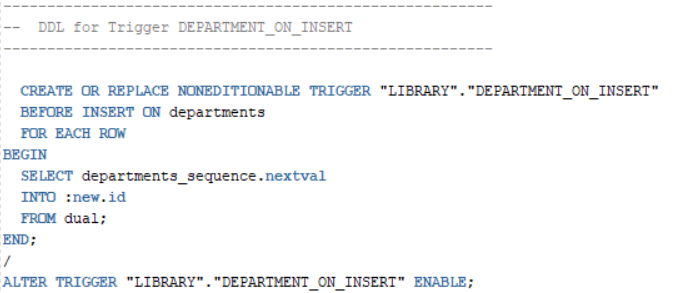 --------------------------------------------------------
--  DDL for Trigger DEPARTMENT_ON_INSERT
--------------------------------------------------------
  CREATE OR REPLACE NONEDITIONABLE TRIGGER "LIBRARY"."DEPARTMENT_ON_INSERT"
  BEFORE INSERT ON departments
  FOR EACH ROW
BEGIN
  SELECT departments_sequence.nextval
  INTO :new.id
  FROM dual;
END;
/
ALTER TRIGGER "LIBRARY"."DEPARTMENT_ON_INSERT" ENABLE;